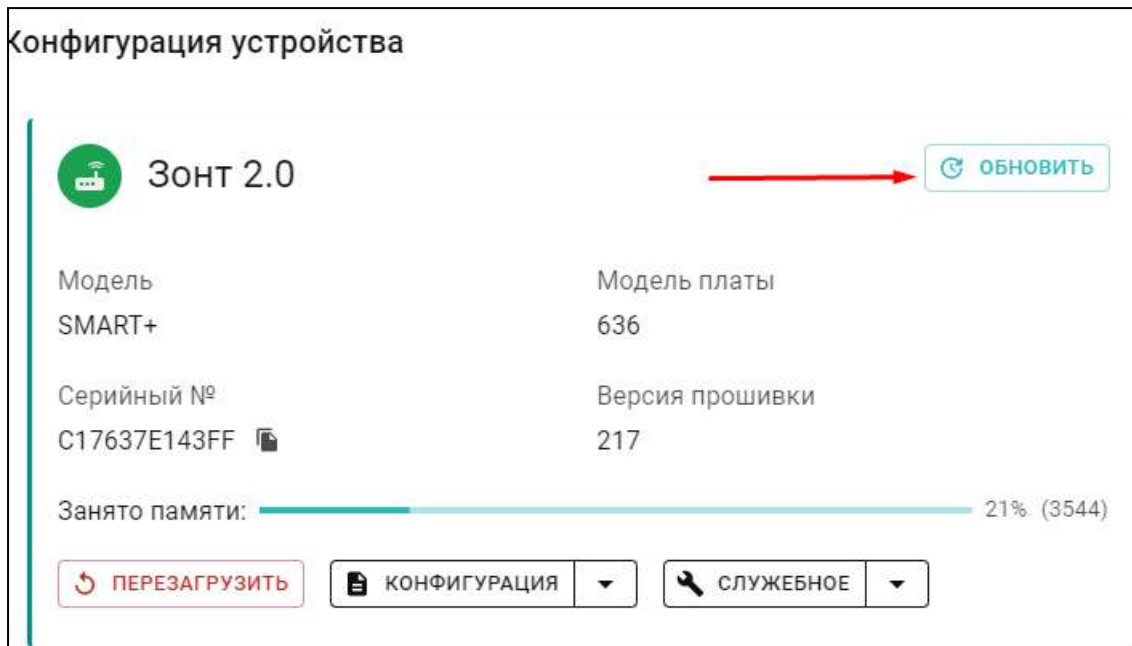 Конфигурация устройства
Зонт 2.0
ОБНОВИТЬ
Модель
Модель платы
SMART+
636
Серийный №
Версия прошивки
C17637E143FF
217
Занято памяти: 21% (3544)
ПЕРЕЗАГРУЗИТЬ КОНФИГУРАЦИЯ СЛУЖЕБНОЕ